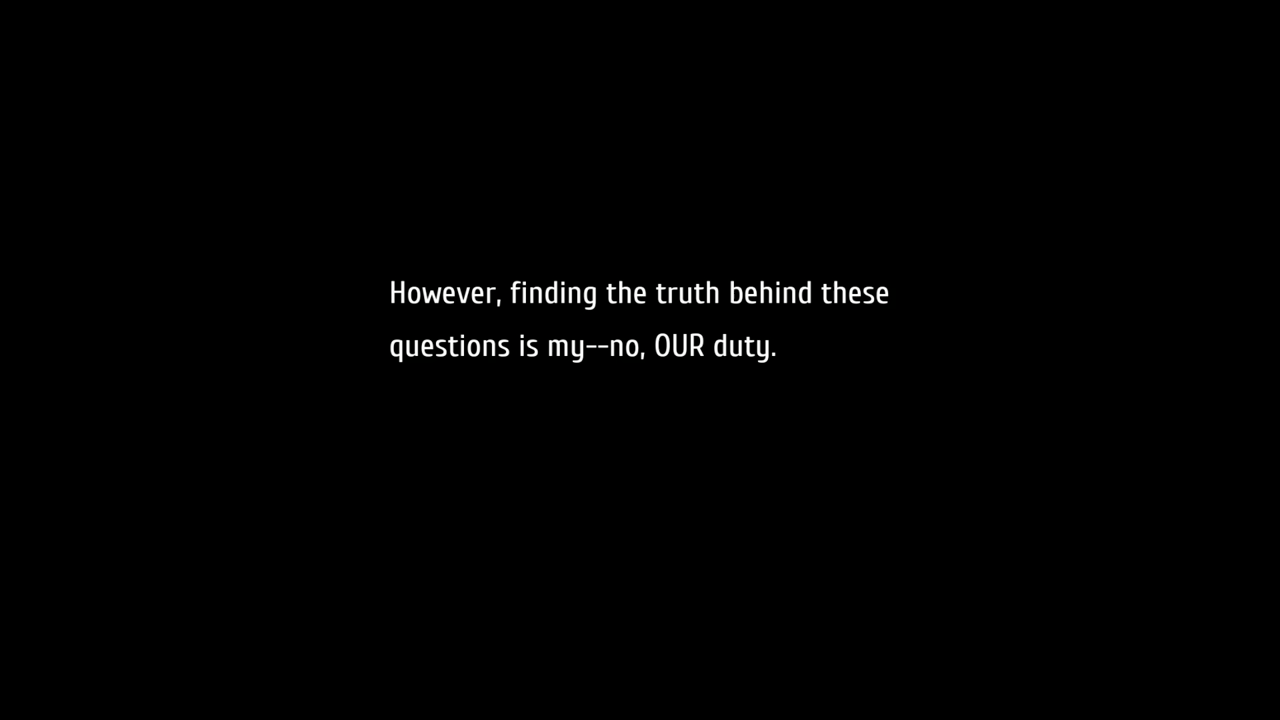 However, finding the truth behind these
questions is my--no, OUR duty.